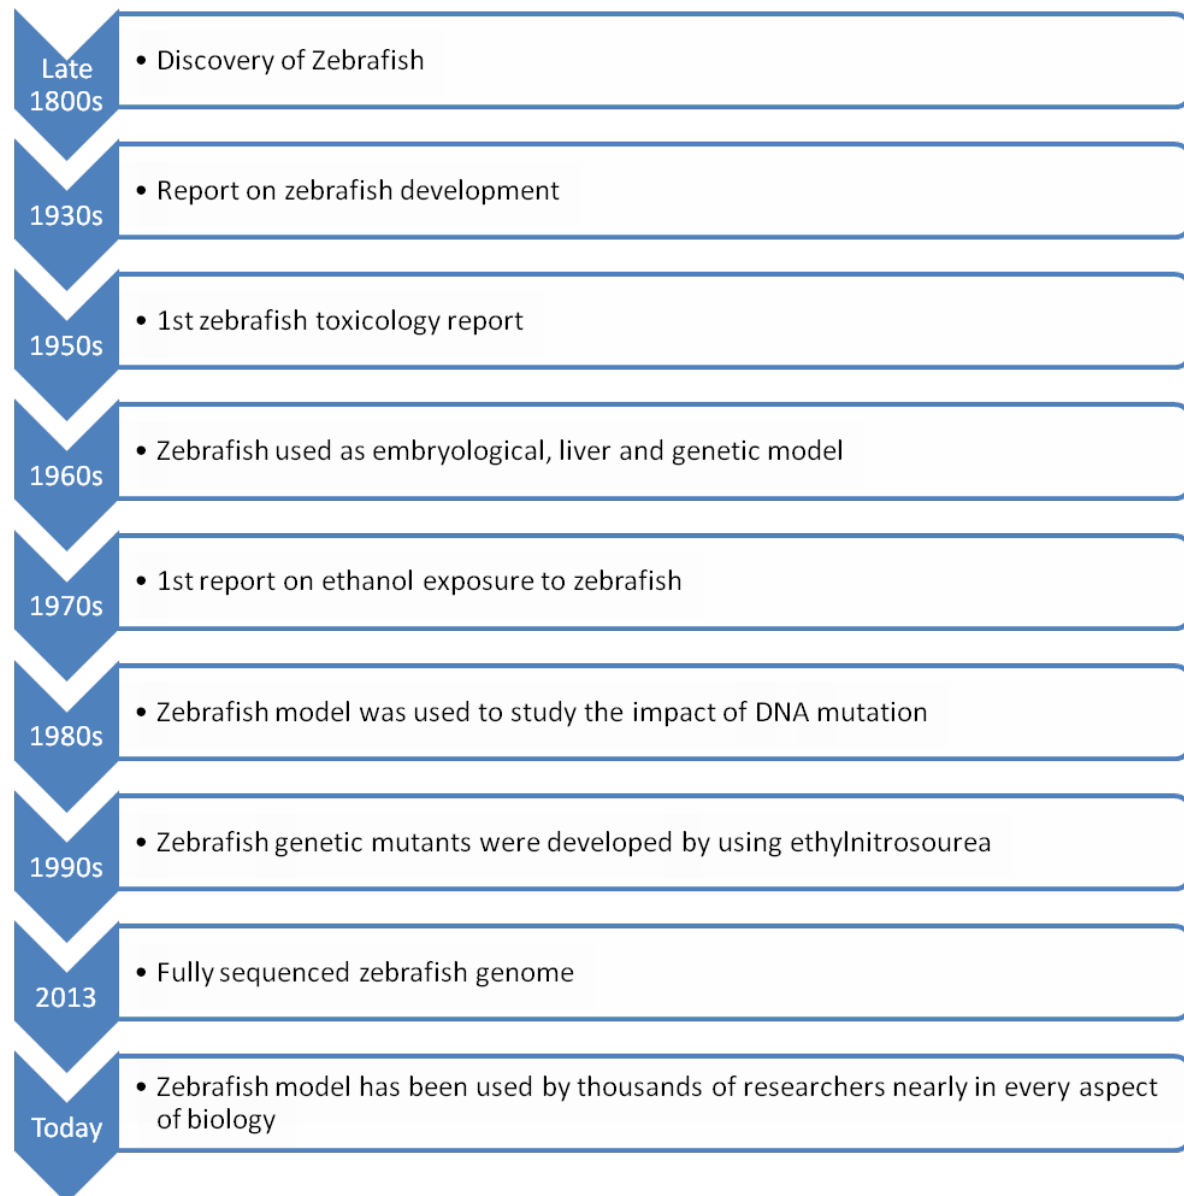 Late
1800s
• Discovery of Zebrafish
1930s
• Report on zebrafish development
1950s
• 1st zebrafish toxicology report
1960s
• Zebrafish used as embryological, liver and genetic model
1970s
• 1st report on ethanol exposure to zebrafish
1980s
• Zebrafish model was used to study the impact of DNA mutation
1990s
• Zebrafish genetic mutants were developed by using ethylnitrosourea
2013
• Fully sequenced zebrafish genome
Today
• Zebrafish model has been used by thousands of researchers nearly in every aspect
of biology